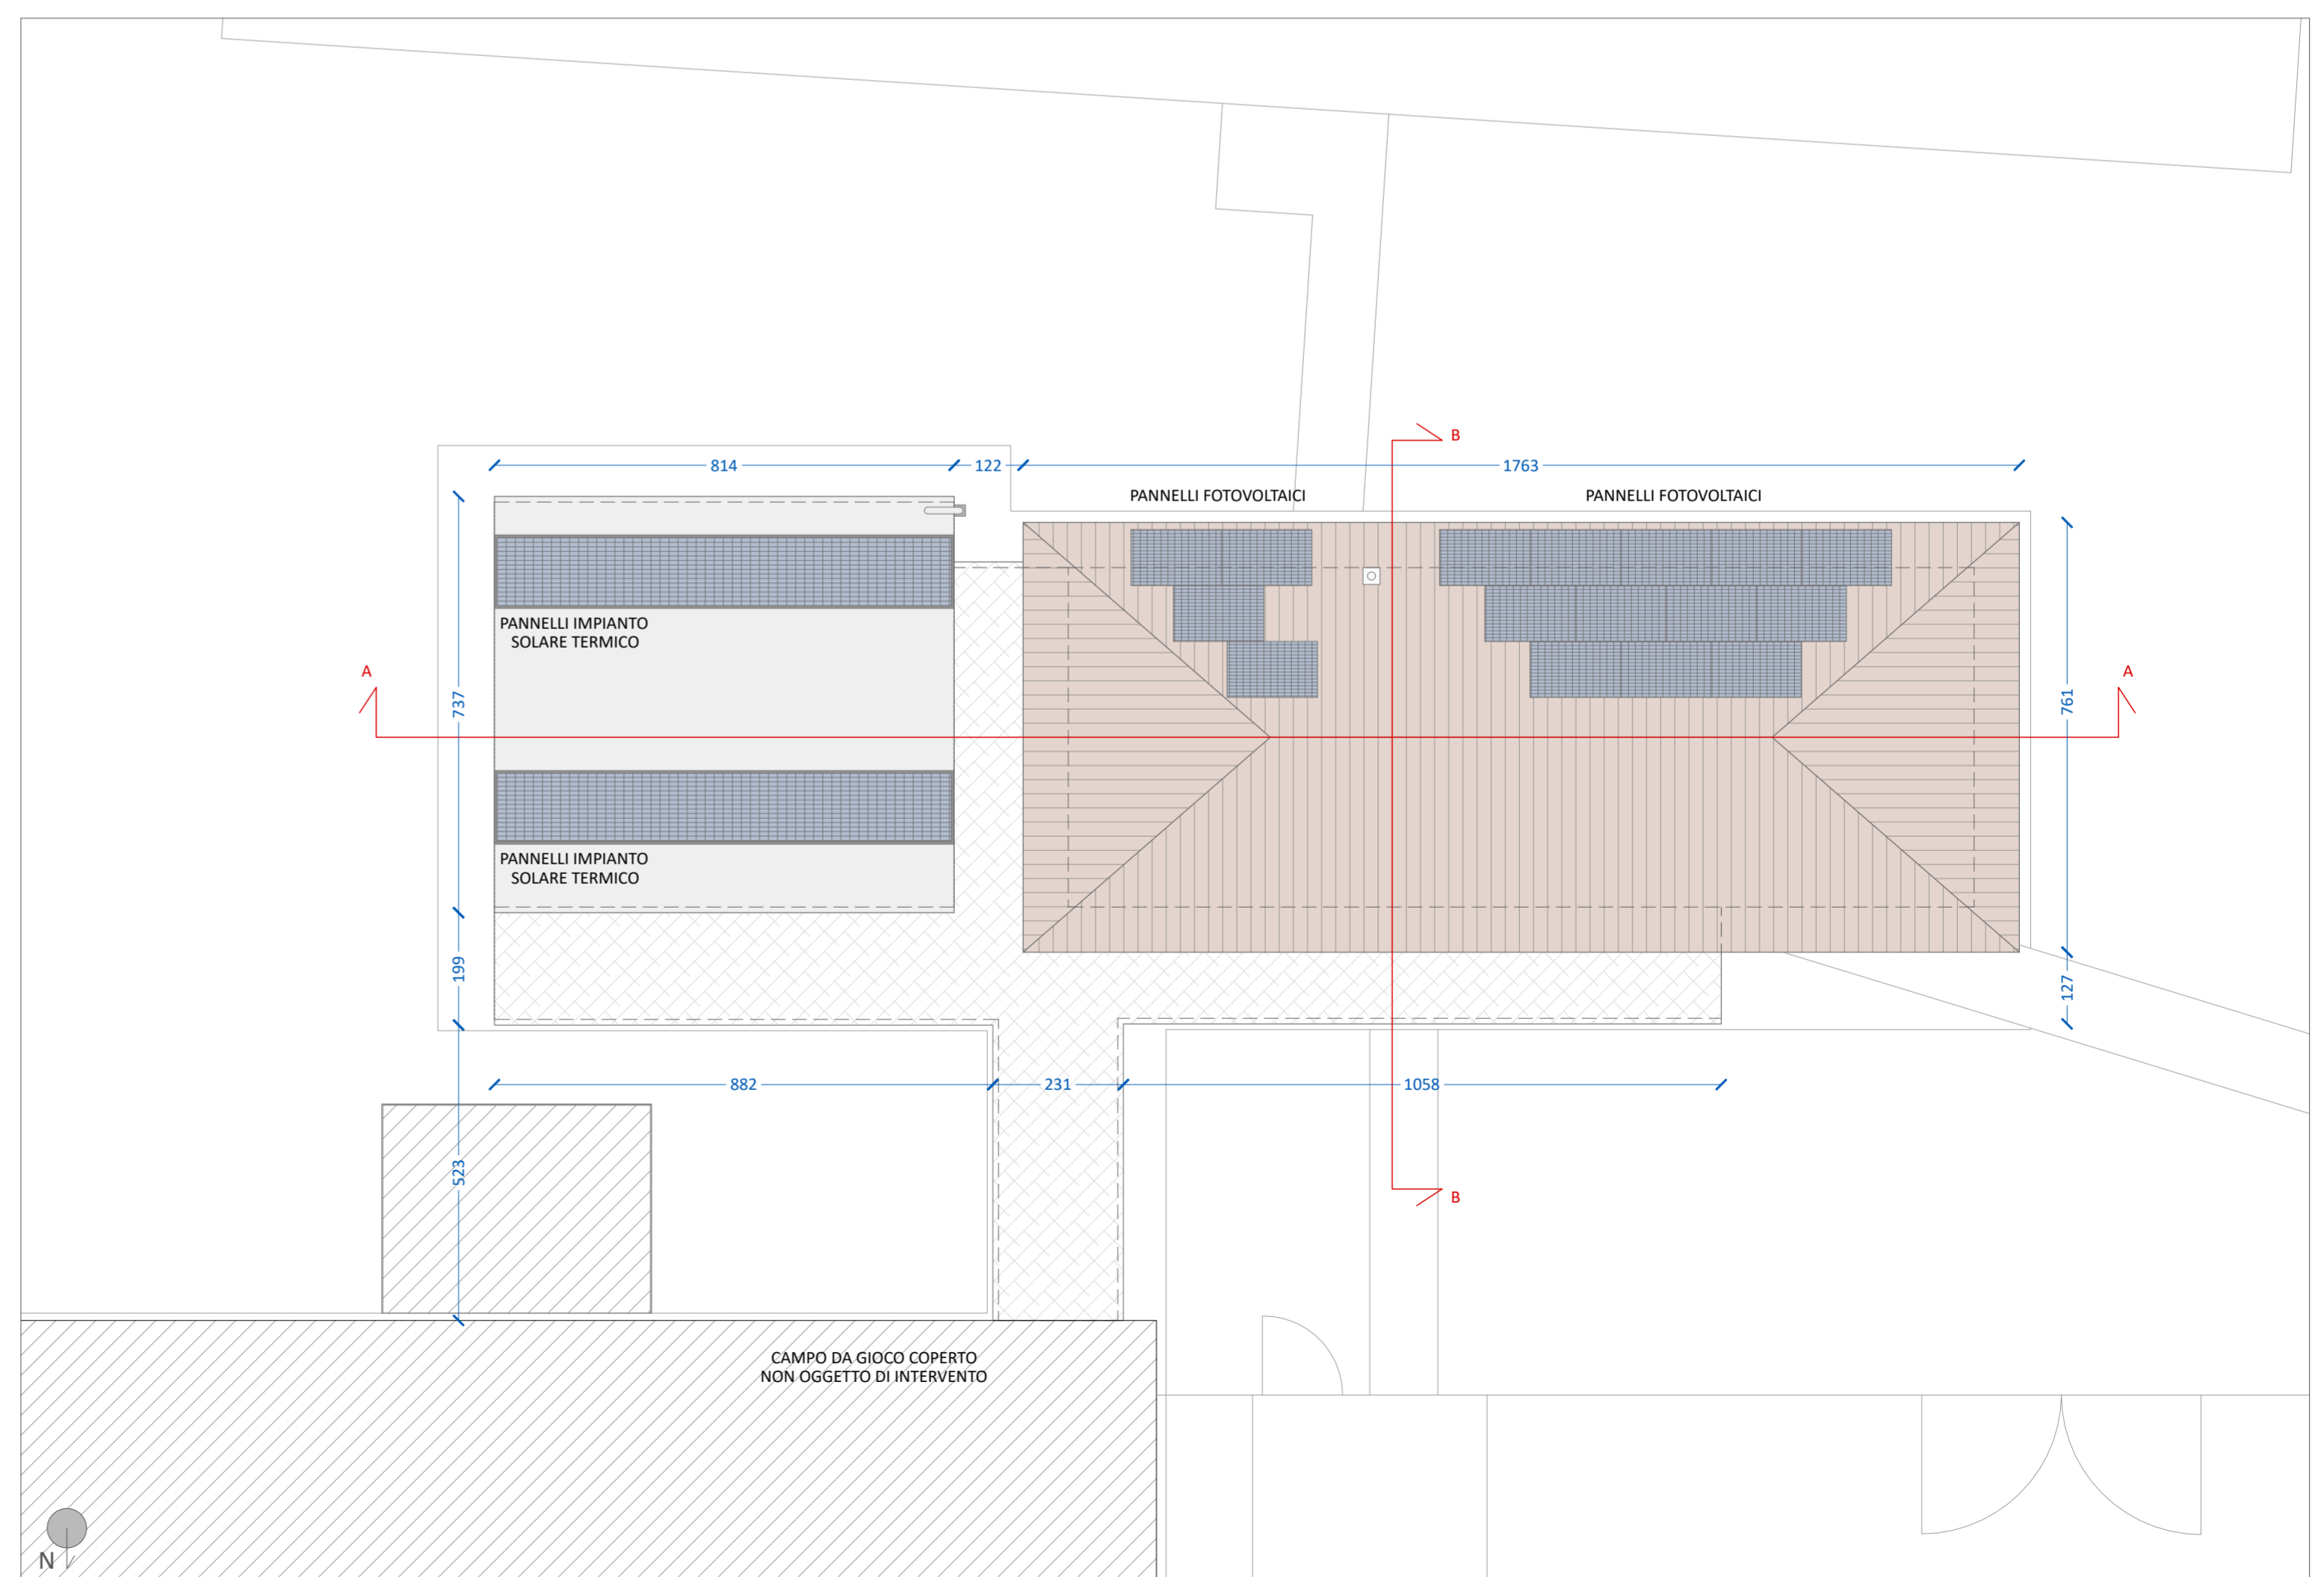 B
814
122
1763
PANNELLI FOTOVOLTAICI
PANNELLI FOTOVOLTAICI
PANNELLI IMPIANTO
SOLARE TERMICO
A
A
737
761
PANNELLI IMPIANTO
SOLARE TERMICO
199
127
882
231
1058
523
B
CAMPO DA GIOCO COPERTO
NON OGGETTO DI INTERVENTO
N